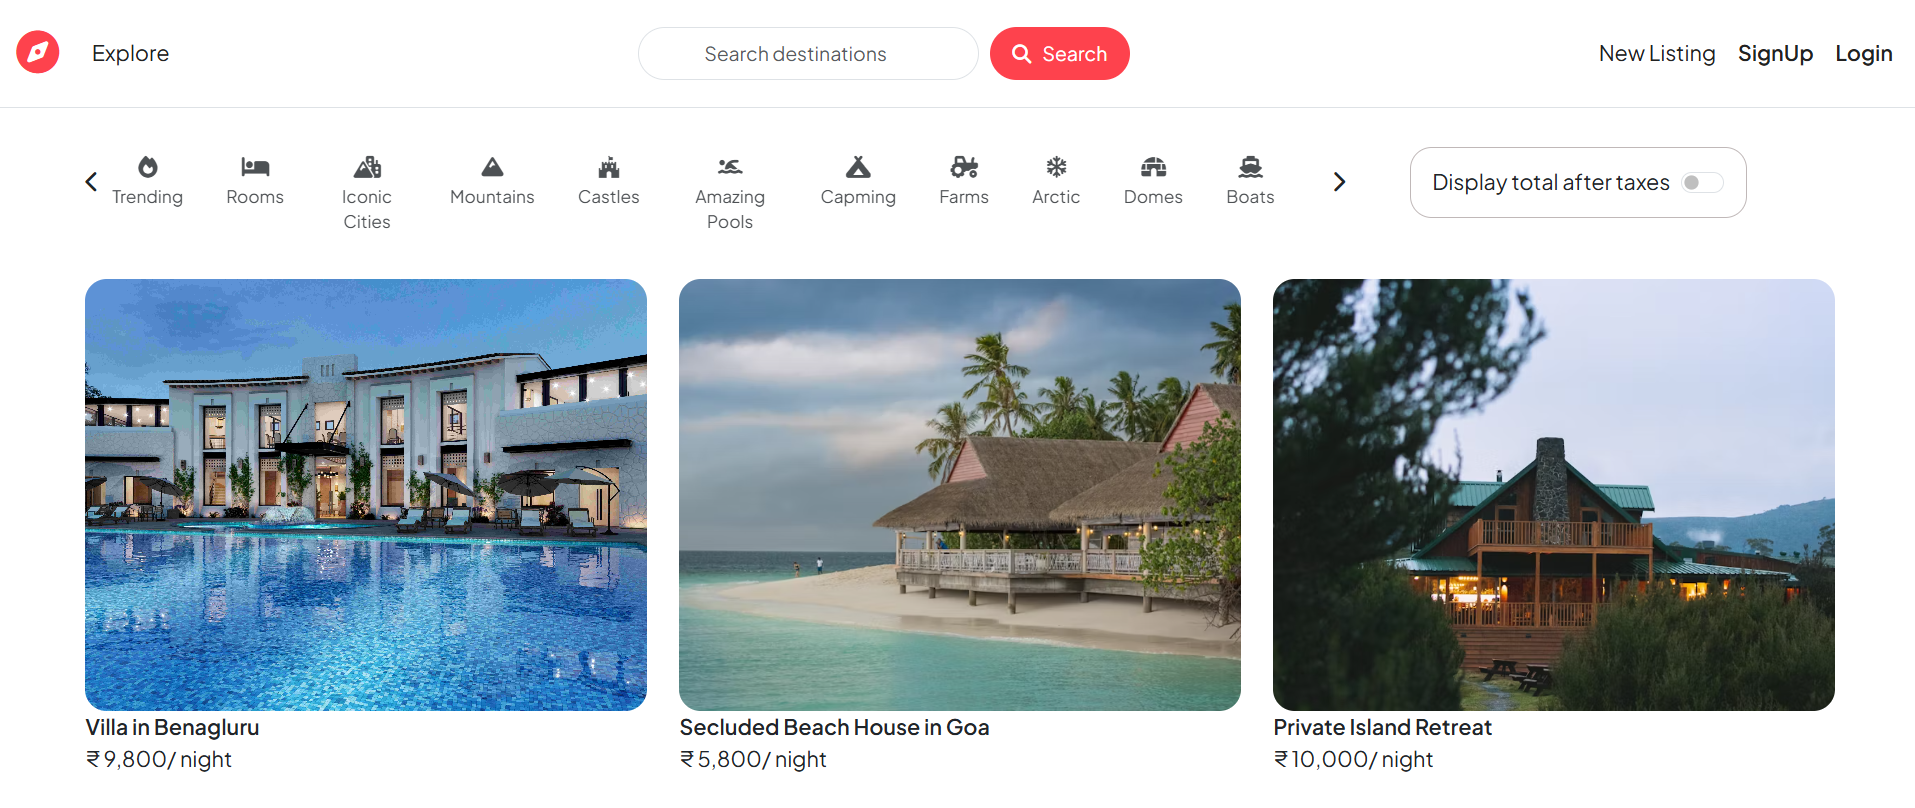 Explore
Search destinations
Search
New Listing
SignUp
Login
Trending
Rooms
Iconic
Cities
Mountains
Castles
Amazing
Pools
Capming
Farms
Arctic
Domes
Boats
Display total after taxes
Villa in Benagluru
₹ 9,800/ night
Secluded Beach House in Goa
₹ 5,800/ night
Private Island Retreat
₹ 10,000/ night